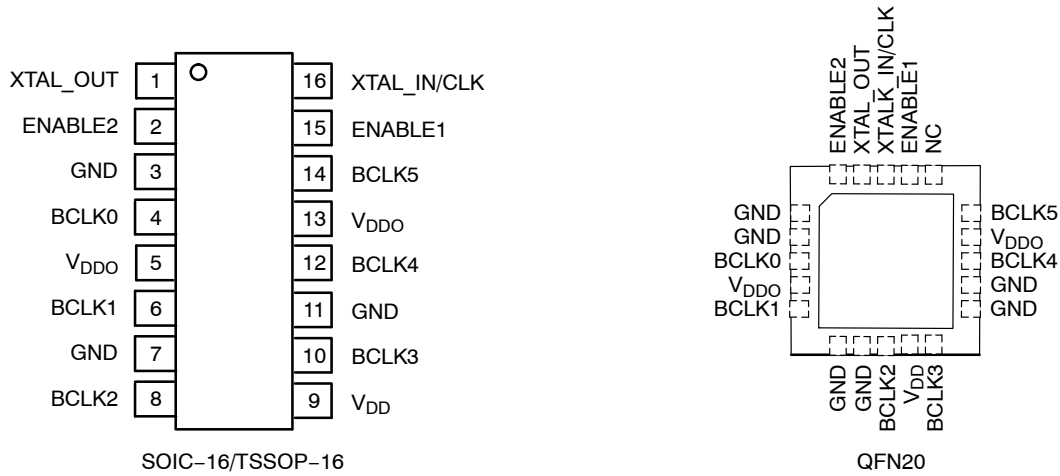 XTAL_OUT 1 16 XTAL_IN/CLK
ENABLE2 2 15 ENABLE1
GND 3 14 BCLK5
BCLK0 4 13 VDDO
VDDO 5 12 BCLK4
BCLK1 6 11 GND
GND 7 10 BCLK3
BCLK2 8 9 VDD
SOIC−16/TSSOP−16
ENABLE2
XTAL_OUT
XTALK_IN/CLK
ENABLE1
NC
GND
GND
BCLK0
VDDO
BCLK1
BCLK5
VDDO
BCLK4
GND
GND
GND
GND
BCLK2
VDD
BCLK3
QFN20